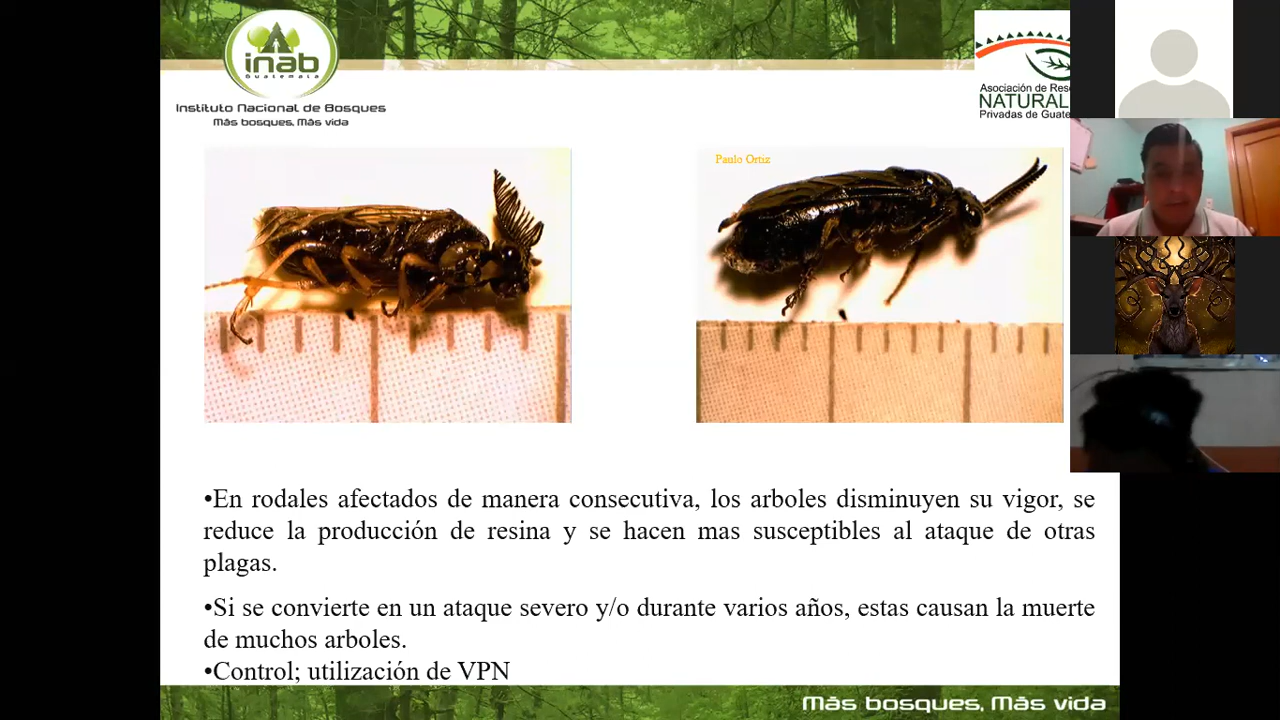 inab
Guatemala
Instituto Nacional de Bosques
Más bosques, Más vida
Asociación de Rese
NATURAL
Privadas de Guate
Paulo Ortiz
•En rodales afectados de manera consecutiva, los arboles disminuyen su vigor, se
reduce la producción de resina y se hacen mas susceptibles al ataque de otras
plagas.
•Si se convierte en un ataque severo y/o durante varios años, estas causan la muerte
de muchos arboles.
•Control; utilización de VPN
Más bosques, Más vida